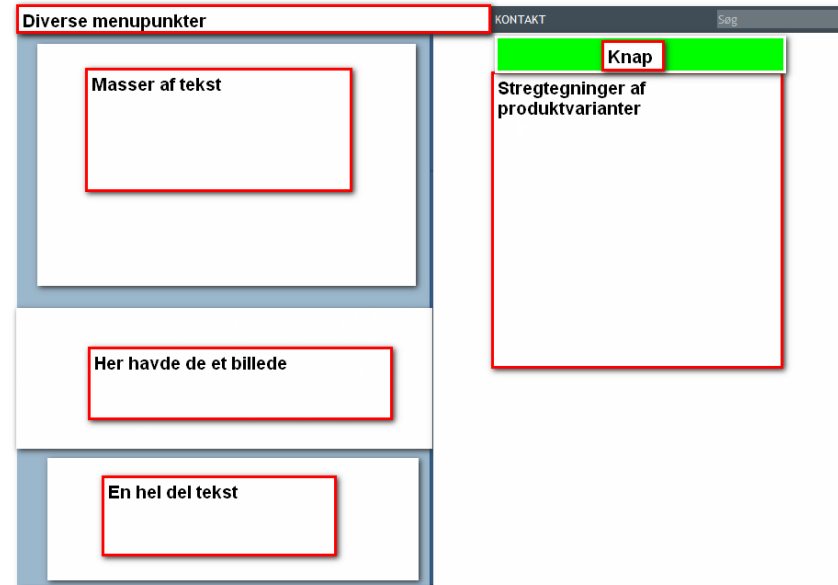 Diverse menupunkter
KONTAKT
Søg
Knap
Masser af tekst
Stregtegninger af
produktvarianter
Her havde de et billede
En hel del tekst